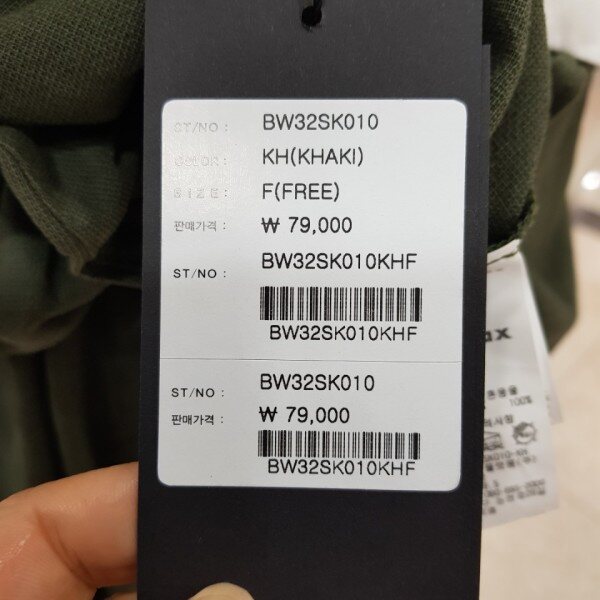 ST/NO : BW32SK010
COLOR: KH(KHAKI)
SIZE: F(FREE)
판매가격 : ₩ 79,000
ST/NO : BW32SK010KHF
BW32SK010KHF
ST/NO : BW32SK010
판매가격 : ₩ 79,000
BW32SK010KHF
100%